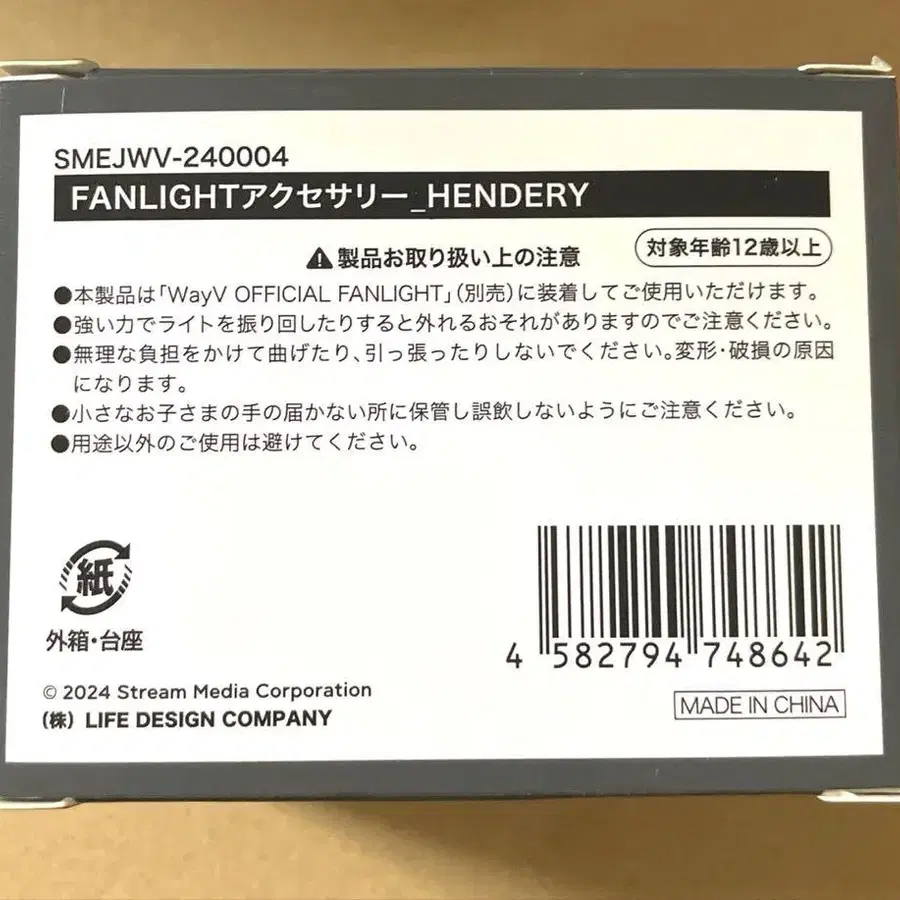 SMEJWV-240004
FANLIGHTアクセサリー_HENDERY
⚠製品お取り扱い上の注意
対象年齢12歳以上
●本製品は「WayV OFFICIAL FANLIGHT」(別売)に装着してご使用いただけます。
●強い力でライトを振り回したりすると外れるおそれがありますのでご注意ください。
●無理な負担をかけて曲げたり、引っ張ったりしないでください。変形・破損の原因
になります。
●小さなお子さまの手の届かない所に保管し誤飲しないようにご注意ください。
●用途以外のご使用は避けてください。
紙
外箱・台座
4 582794 748642
© 2024 Stream Media Corporation
(株) LIFE DESIGN COMPANY
MADE IN CHINA